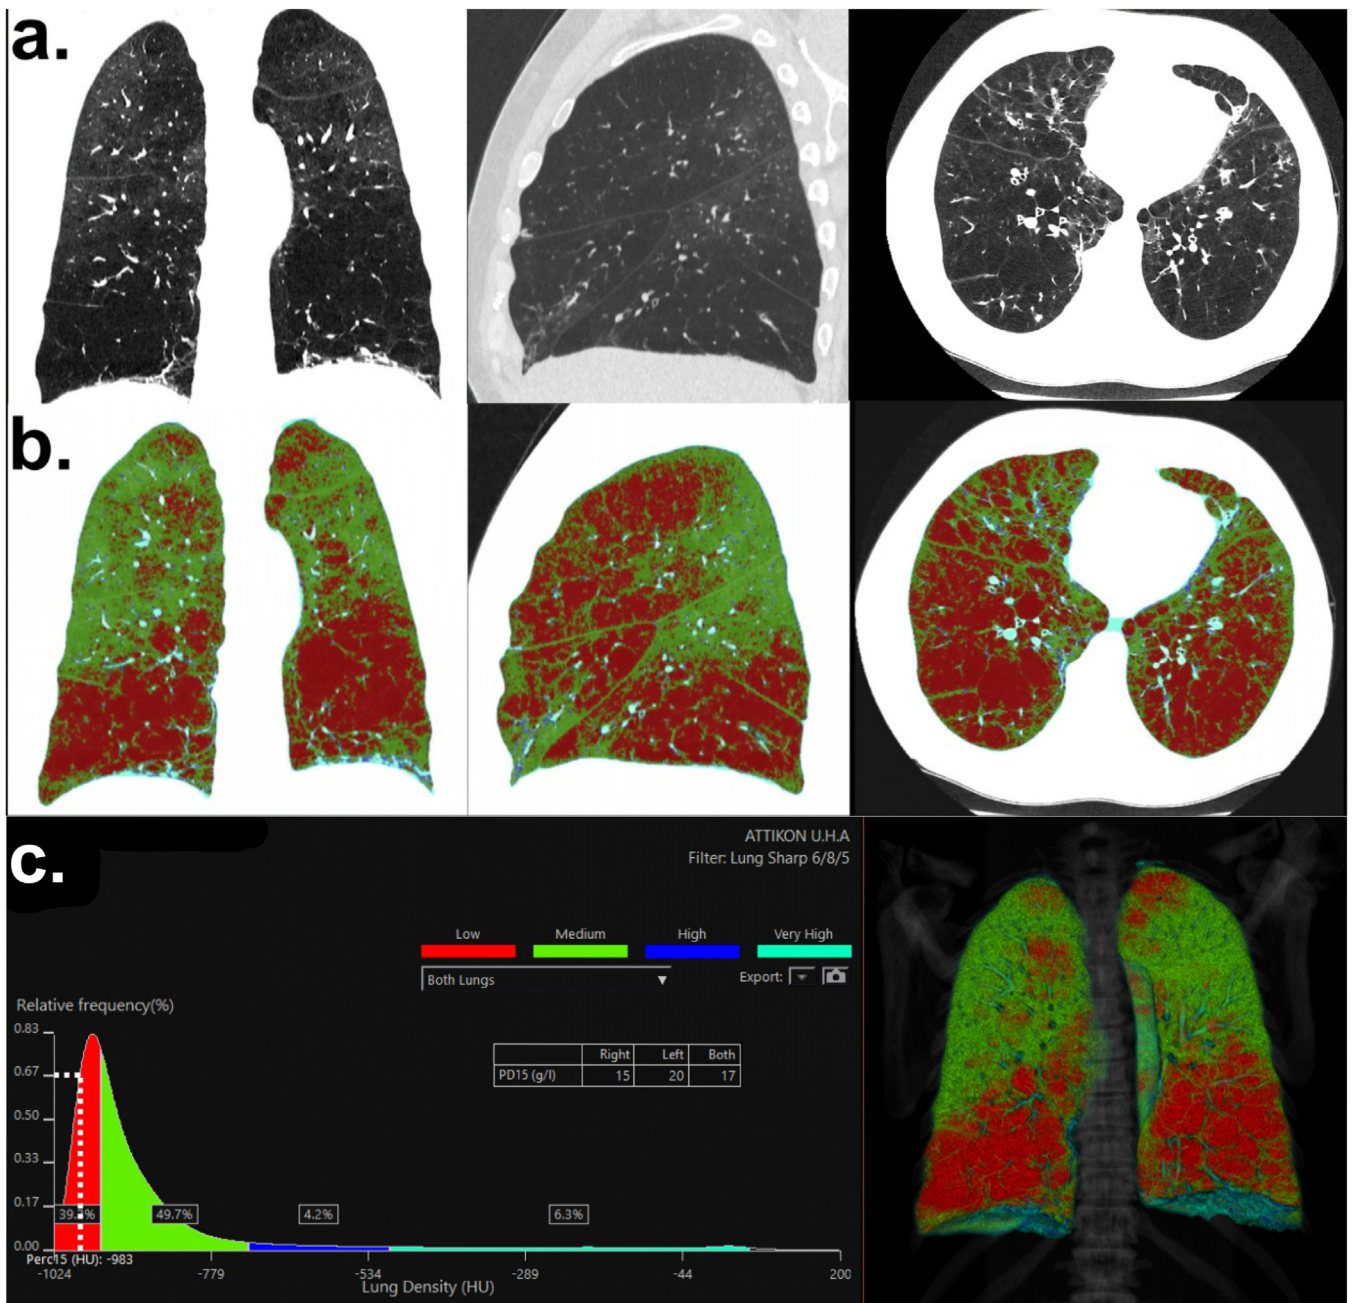 a.
b.
c.
ATTIKON U.H.A
Filter: Lung Sharp 6/8/5
Low Medium High Very High
Both Lungs Export:
Relative frequency(%)
0.83
0.67
0.50
0.33
0.17
0.00
Right Left Both
PD15 (g/l) 15 20 17
49.7% 4.2% 6.3%
Perc15 (HU): -983
-1024 -779 -534 -289 -44 200
Lung Density (HU)